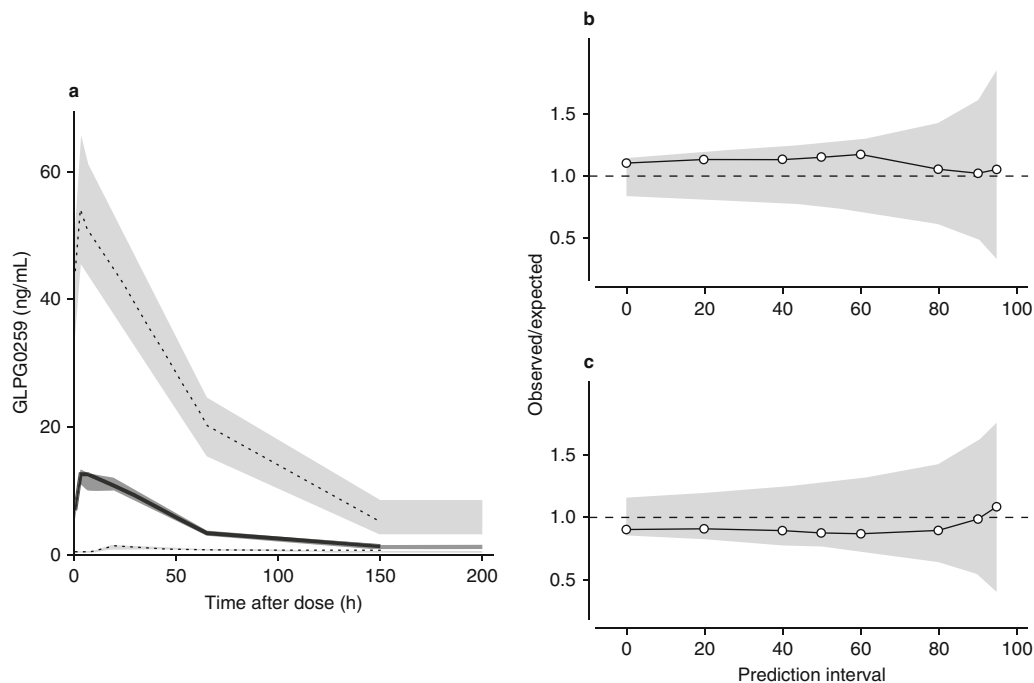 a
60
40
20
0
GLPG0259 (ng/mL)
0 50 100 150 200
Time after dose (h)
b
1.5
1.0
0.5
0 20 40 60 80 100
Observed/expected
c
1.5
1.0
0.5
0 20 40 60 80 100
Prediction interval